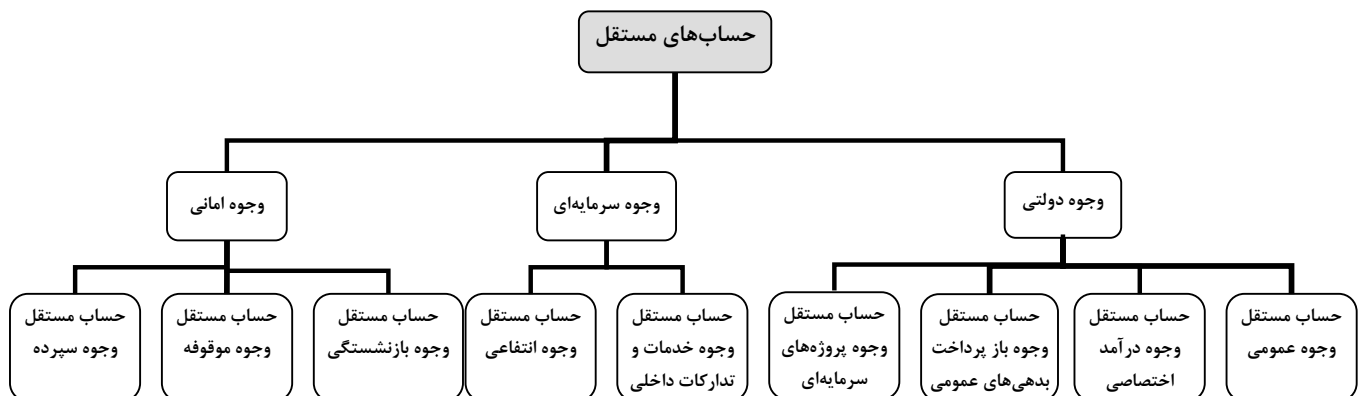 حساب‌های مستقل
وجوه دولتی
وجوه سرمایه‌ای
وجوه امانی
حساب مستقل
وجوه عمومی
حساب مستقل
وجوه درآمد
اختصاصی
حساب مستقل
وجوه باز پرداخت
بدهی‌های عمومی
حساب مستقل
وجوه پروژه‌های
سرمایه‌ای
حساب مستقل
وجوه خدمات و
تدارکات داخلی
حساب مستقل
وجوه انتفاعی
حساب مستقل
وجوه بازنشستگی
حساب مستقل
وجوه موقوفه
حساب مستقل
وجوه سپرده